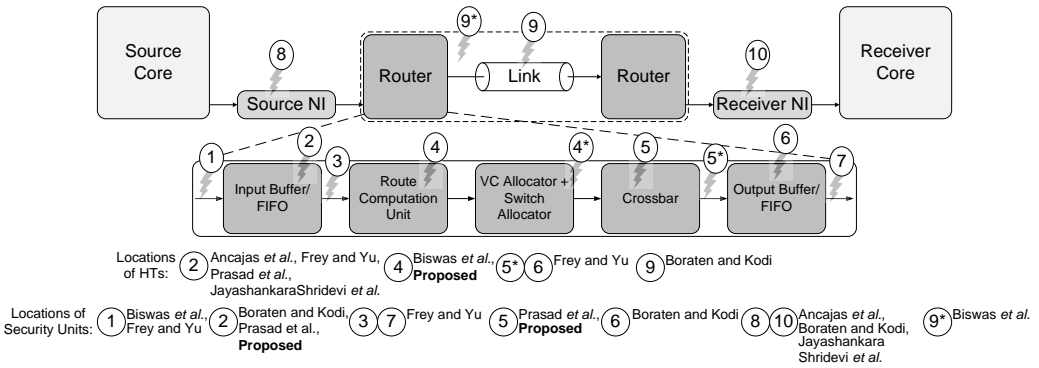 9*
9
8
10
Source
Core
Receiver
Core
Router
Link
Router
Source NI
Receiver NI
1
2
3
4
4*
5
5*
6
7
Input Buffer/
FIFO
Route
Computation
Unit
VC Allocator +
Switch
Allocator
Crossbar
Output Buffer/
FIFO
Locations
of HTs:
2
Ancajas et al., Frey and Yu,
Prasad et al.,
JayashankaraShridevi et al.
4
Biswas et al.,
Proposed
5*
6
Frey and Yu
9
Boraten and Kodi
Locations of
Security Units:
1
Biswas et al.,
Frey and Yu
2
Boraten and Kodi,
Prasad et al.,
Proposed
3
7
Frey and Yu
5
Prasad et al.,
Proposed
6
Boraten and Kodi
8
10
Ancajas et al.,
Boraten and Kodi,
Jayashankara
Shridevi et al.
9*
Biswas et al.